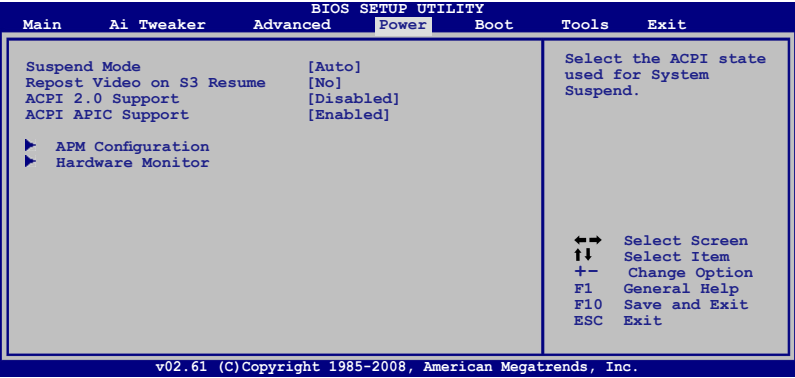 BIOS SETUP UTILITY
Main Ai Tweaker Advanced Power Boot Tools Exit
Suspend Mode [Auto]
Repost Video on S3 Resume [No]
ACPI 2.0 Support [Disabled]
ACPI APIC Support [Enabled]
APM Configuration
Hardware Monitor
Select the ACPI state
used for System
Suspend.
←→ Select Screen
↑↓ Select Item
+- Change Option
F1 General Help
F10 Save and Exit
ESC Exit
v02.61 (C)Copyright 1985-2008, American Megatrends, Inc.